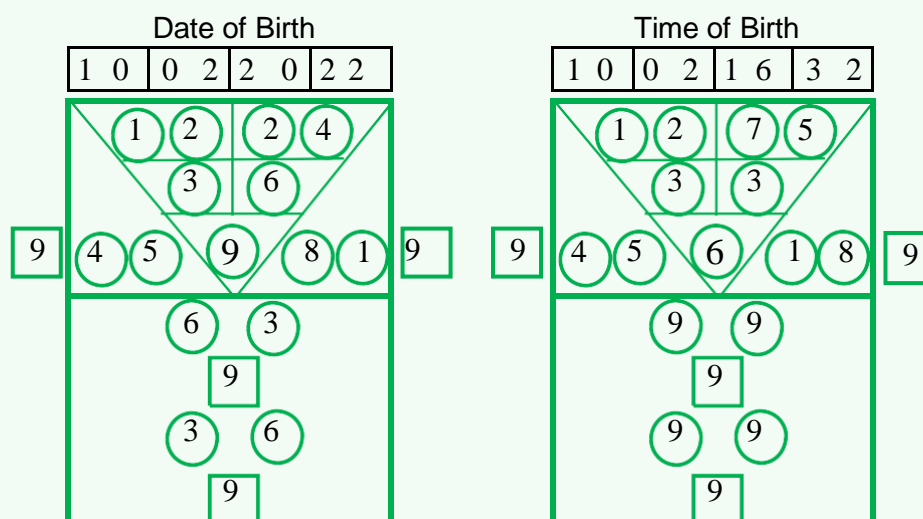 Date of Birth Time of Birth
1 0 0 2 2 0 2 2 1 0 0 2 1 6 3 2
1 2 2 4 1 2 7 5
3 6 3 3
9 4 5 9 8 1 9 9 4 5 6 1 8 9
6 3 9 9
9 9
3 6 9 9
9 9